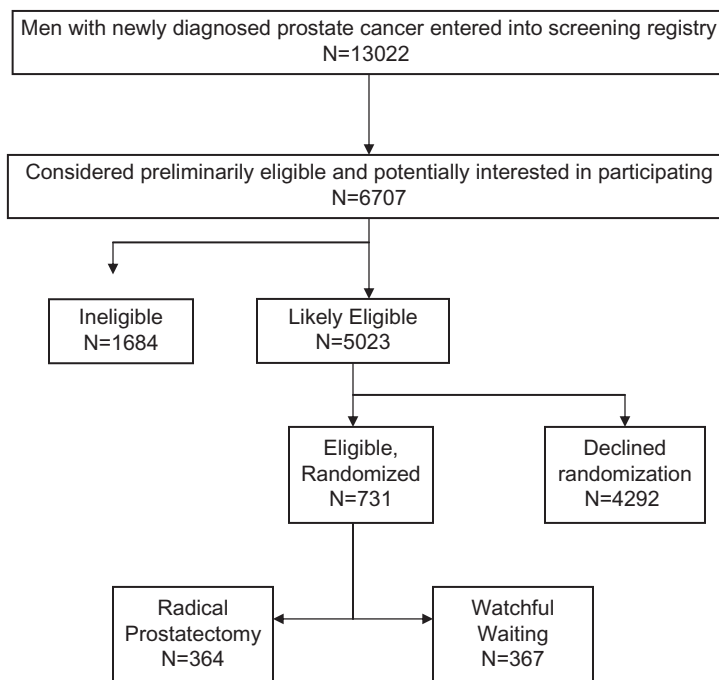 Men with newly diagnosed prostate cancer entered into screening registry
N=13022
Considered preliminarily eligible and potentially interested in participating
N=6707
Ineligible
N=1684
Likely Eligible
N=5023
Eligible,
Randomized
N=731
Declined
randomization
N=4292
Radical
Prostatectomy
N=364
Watchful
Waiting
N=367